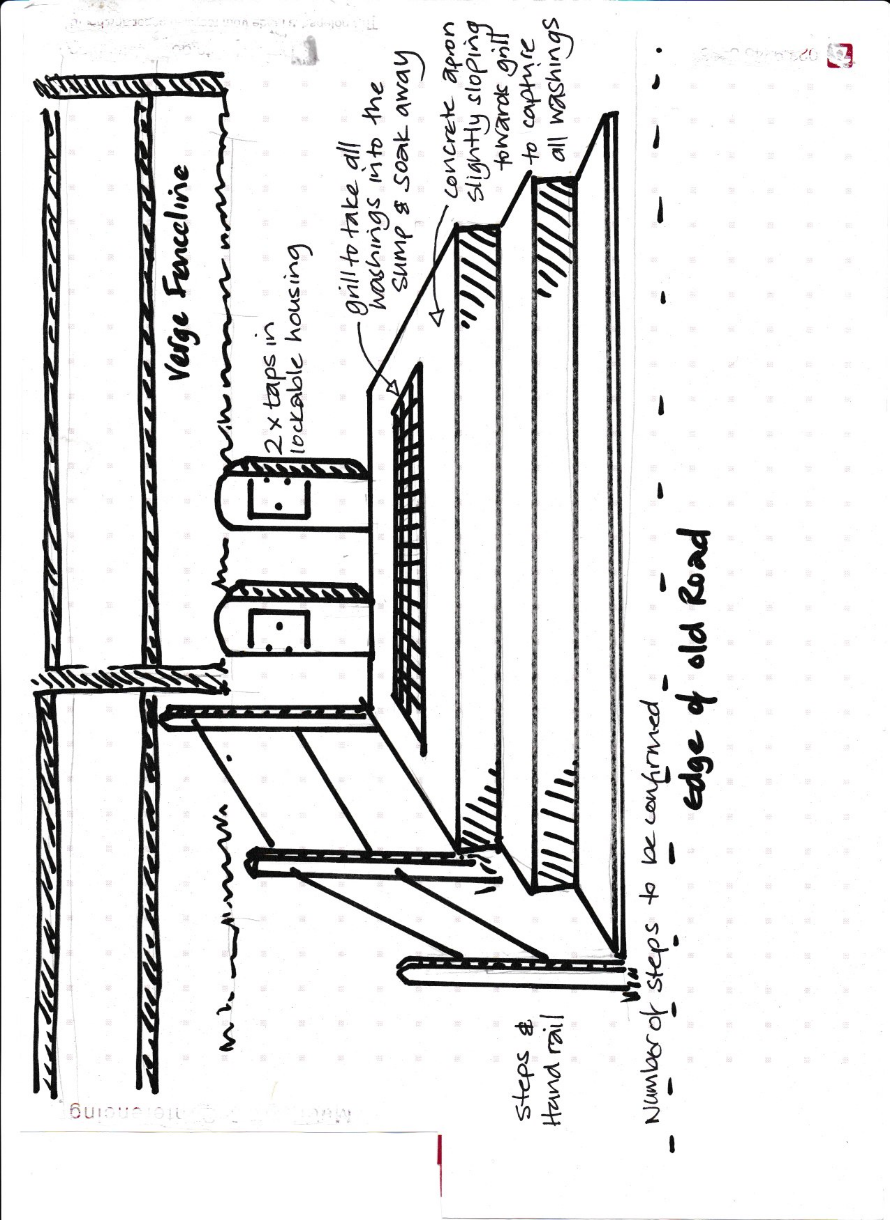 Verge Fenceline
2 x taps in
lockable housing
grill to take all
washings into the
sump & soak away
concrete apron
slightly sloping
towards grill
to capture
all washings
Steps &
Hand rail
Number of steps to be confirmed
edge of old Road